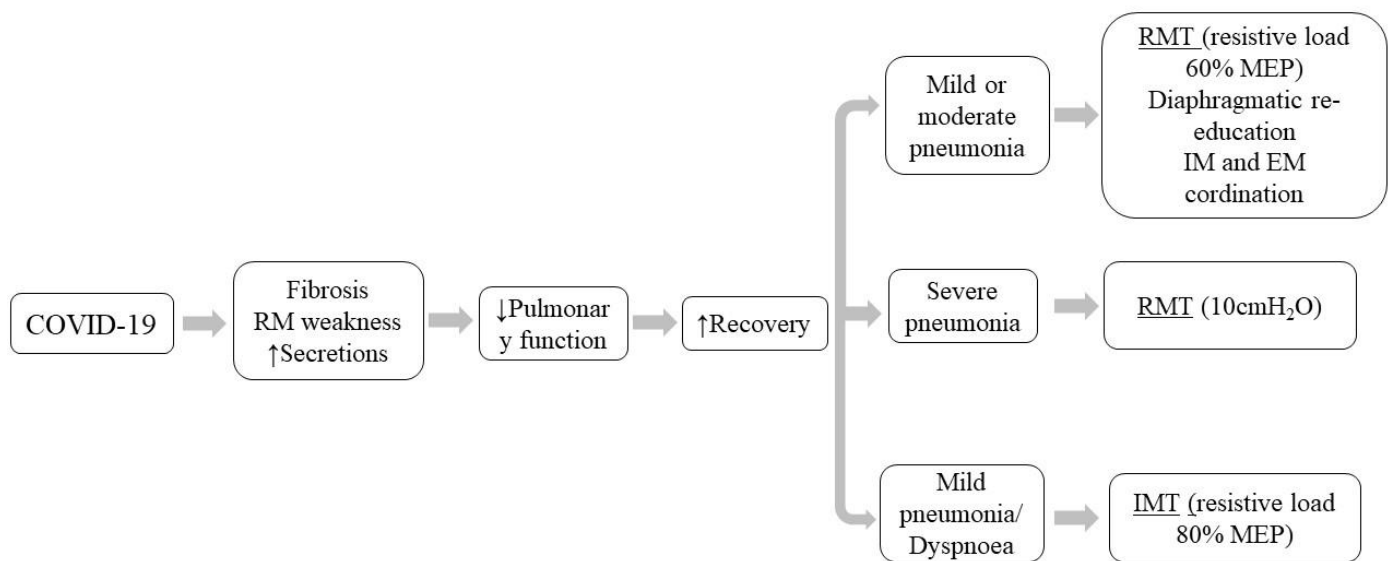 COVID-19
Fibrosis
RM weakness
↑Secretions
↓Pulmonar
y function
↑Recovery
Mild or
moderate
pneumonia
RMT (resistive load
60% MEP)
Diaphragmatic re-
education
IM and EM
cordination
Severe
pneumonia
RMT (10cmH₂O)
Mild
pneumonia/
Dyspnoea
IMT (resistive load
80% MEP)